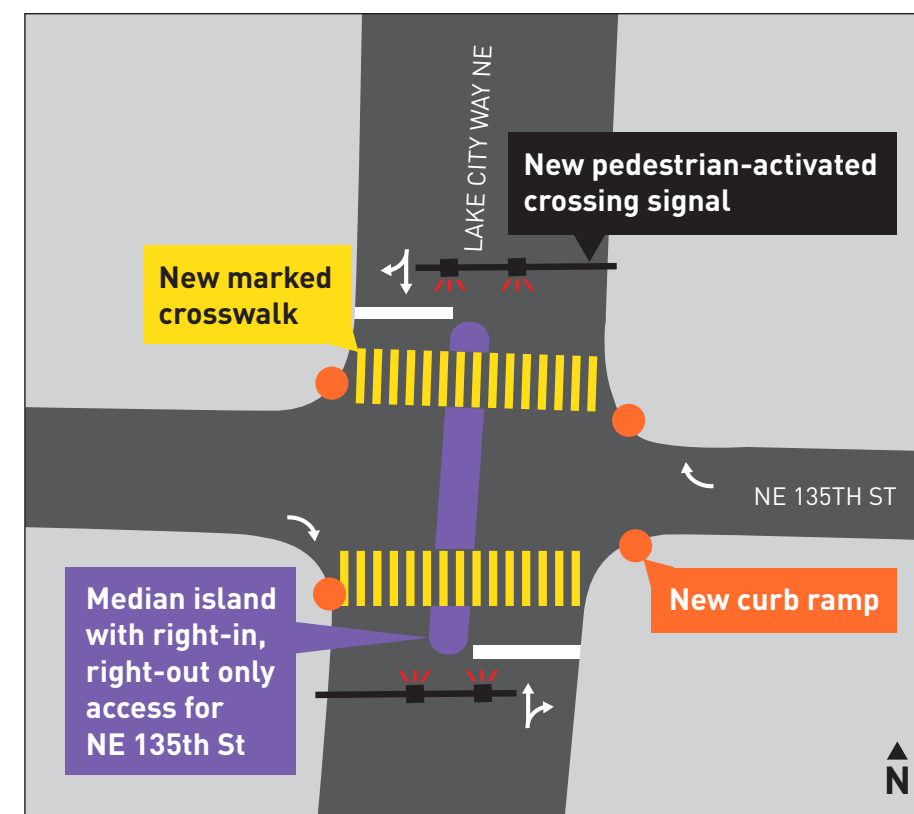 LAKE CITY WAY NE
New pedestrian-activated
crossing signal
New marked
crosswalk
NE 135TH ST
Median island
with right-in,
right-out only
access for
NE 135th St
New curb ramp
N